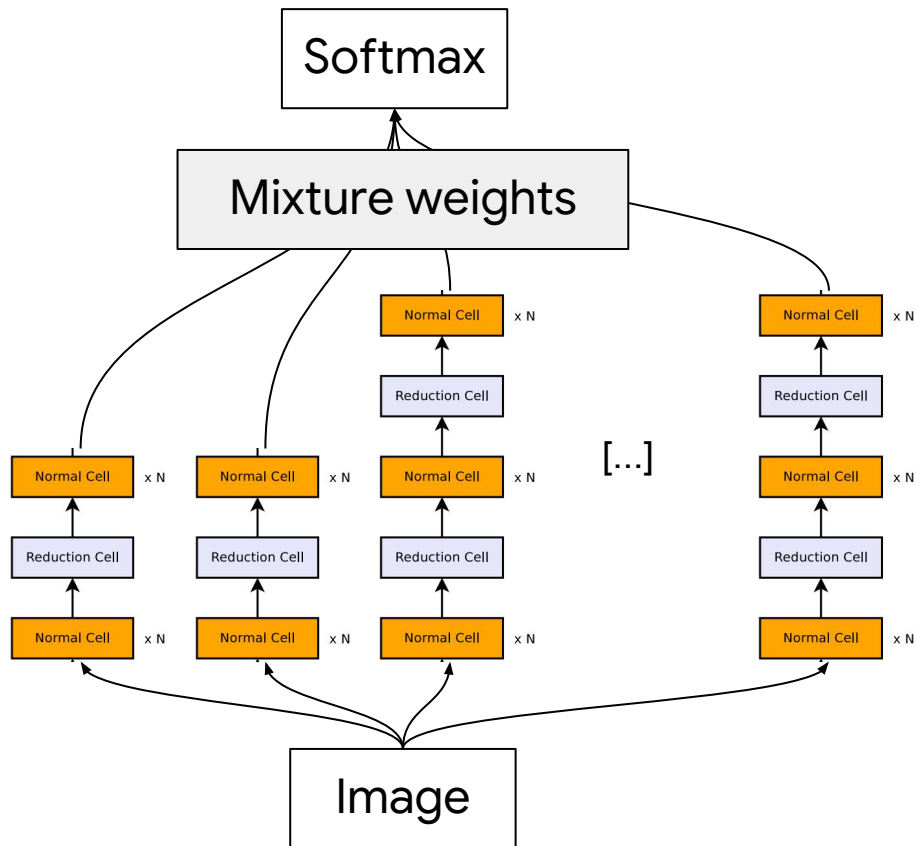 Softmax
Mixture weights
Normal Cell x N Normal Cell x N
Reduction Cell Reduction Cell
Normal Cell x N Normal Cell x N Normal Cell x N [...] Normal Cell x N
Reduction Cell Reduction Cell Reduction Cell Reduction Cell
Normal Cell x N Normal Cell x N Normal Cell x N Normal Cell x N
Image